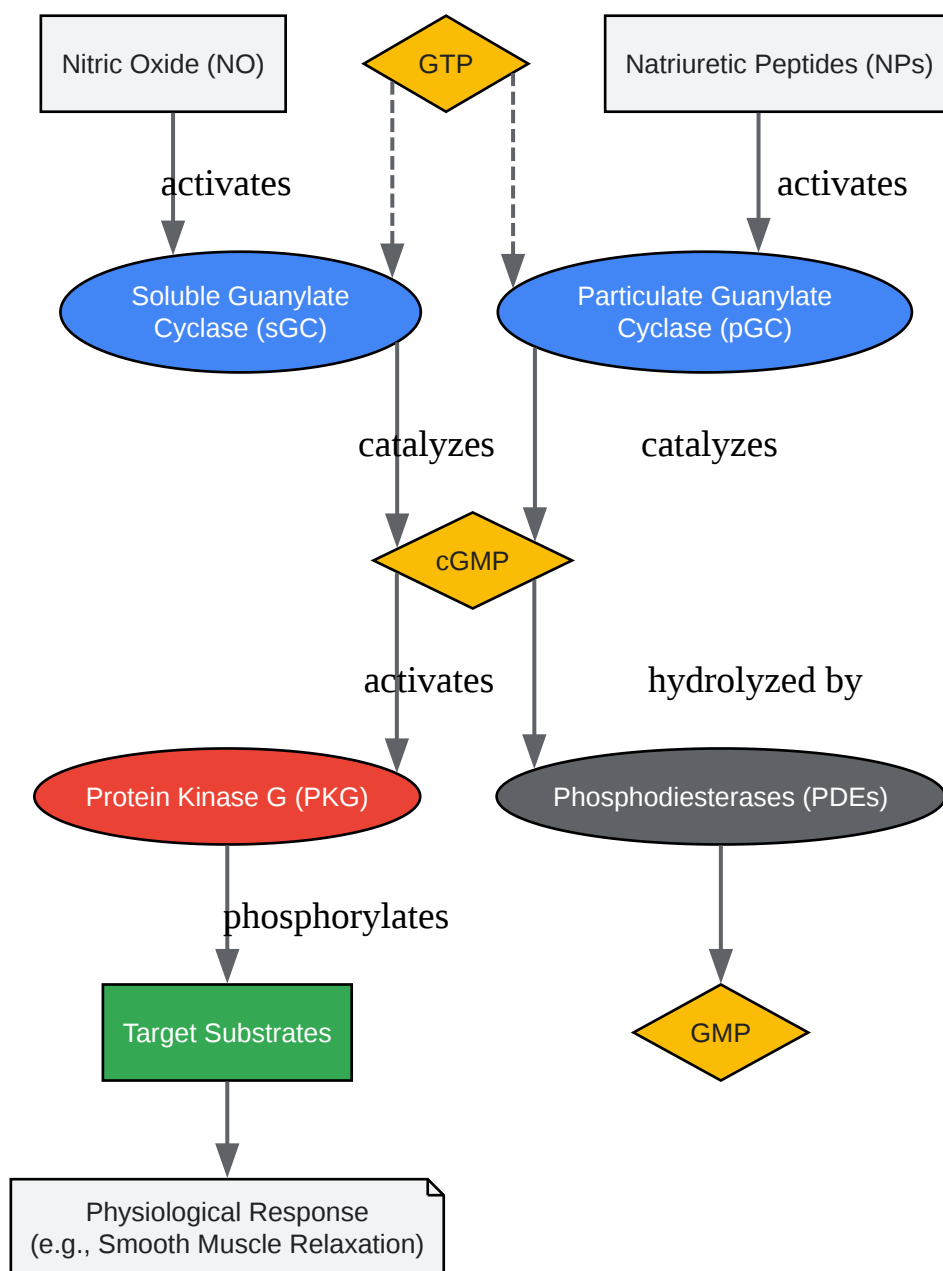 Nitric Oxide (NO)
GTP
Natriuretic Peptides (NPs)
activates
activates
Soluble Guanylate
Cyclase (sGC)
Particulate Guanylate
Cyclase (pGC)
catalyzes
catalyzes
cGMP
activates
hydrolyzed by
Protein Kinase G (PKG)
Phosphodiesterases (PDEs)
phosphorylates
Target Substrates
GMP
Physiological Response
(e.g., Smooth Muscle Relaxation)